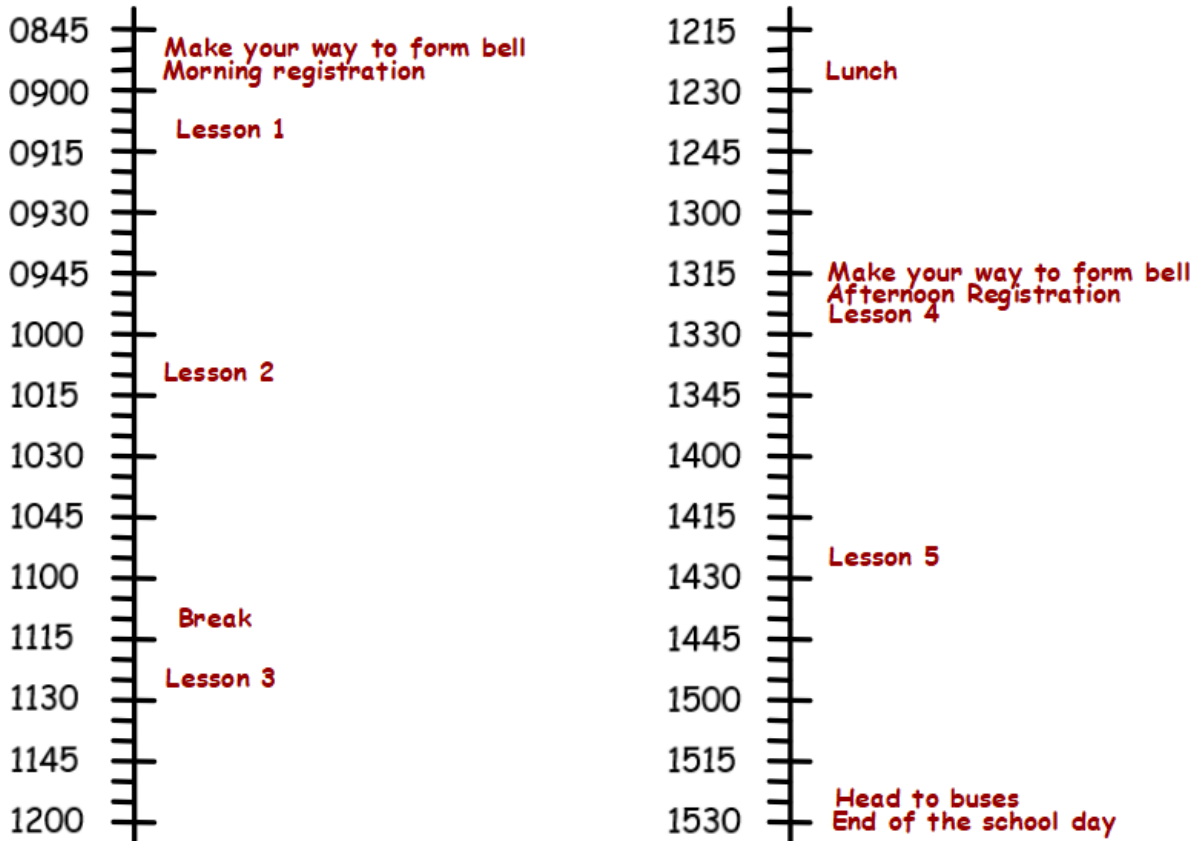 0845
Make your way to form bell
Morning registration
0900
Lesson 1
0915
0930
0945
1000
Lesson 2
1015
1030
1045
1100
Break
1115
Lesson 3
1130
1145
1200
1215
Lunch
1230
1245
1300
1315
Make your way to form bell
Afternoon Registration
Lesson 4
1330
1345
1400
1415
Lesson 5
1430
1445
1500
1515
Head to buses
1530
End of the school day